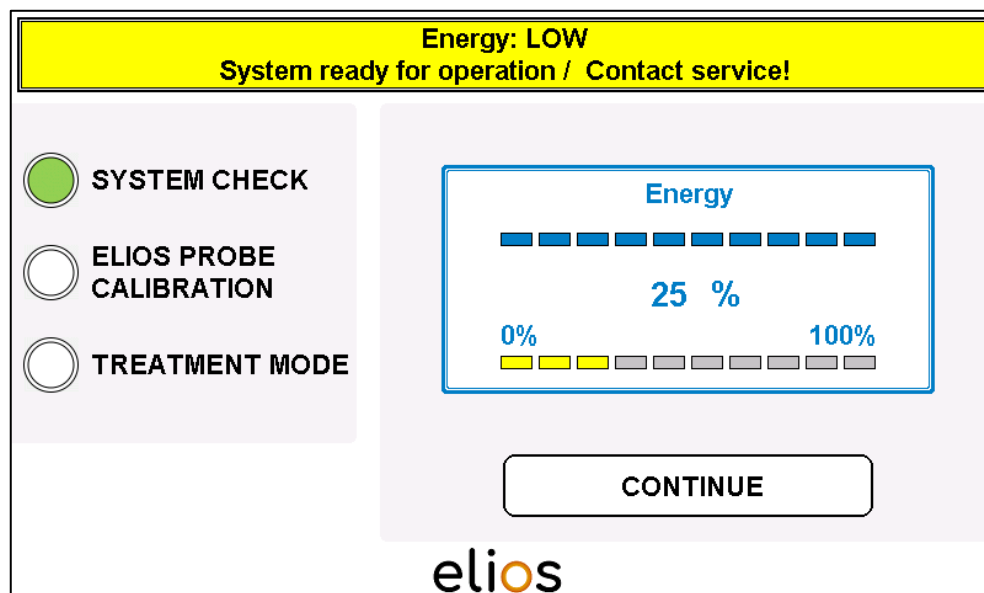 Energy: LOW
System ready for operation / Contact service!
SYSTEM CHECK
ELIOS PROBE
CALIBRATION
TREATMENT MODE
Energy
25 %
0% 100%
CONTINUE
elios